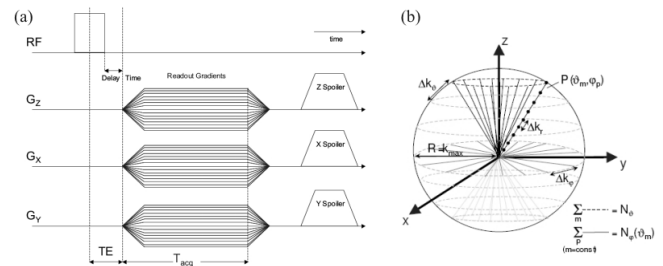 (a)
RF
time
Delay
Time
Readout Gradients
Z Spoiler
G_Z
X Spoiler
G_X
Y Spoiler
G_Y
TE
T_acq
(b)
Z
P (ϑ_m,φ_p)
Δk_ϑ
Δk_r
R=k_max
y
Δk_φ
X
Σ_m ------ = N_ϑ
Σ_p —— = N_φ(ϑ_m)
(m=const)